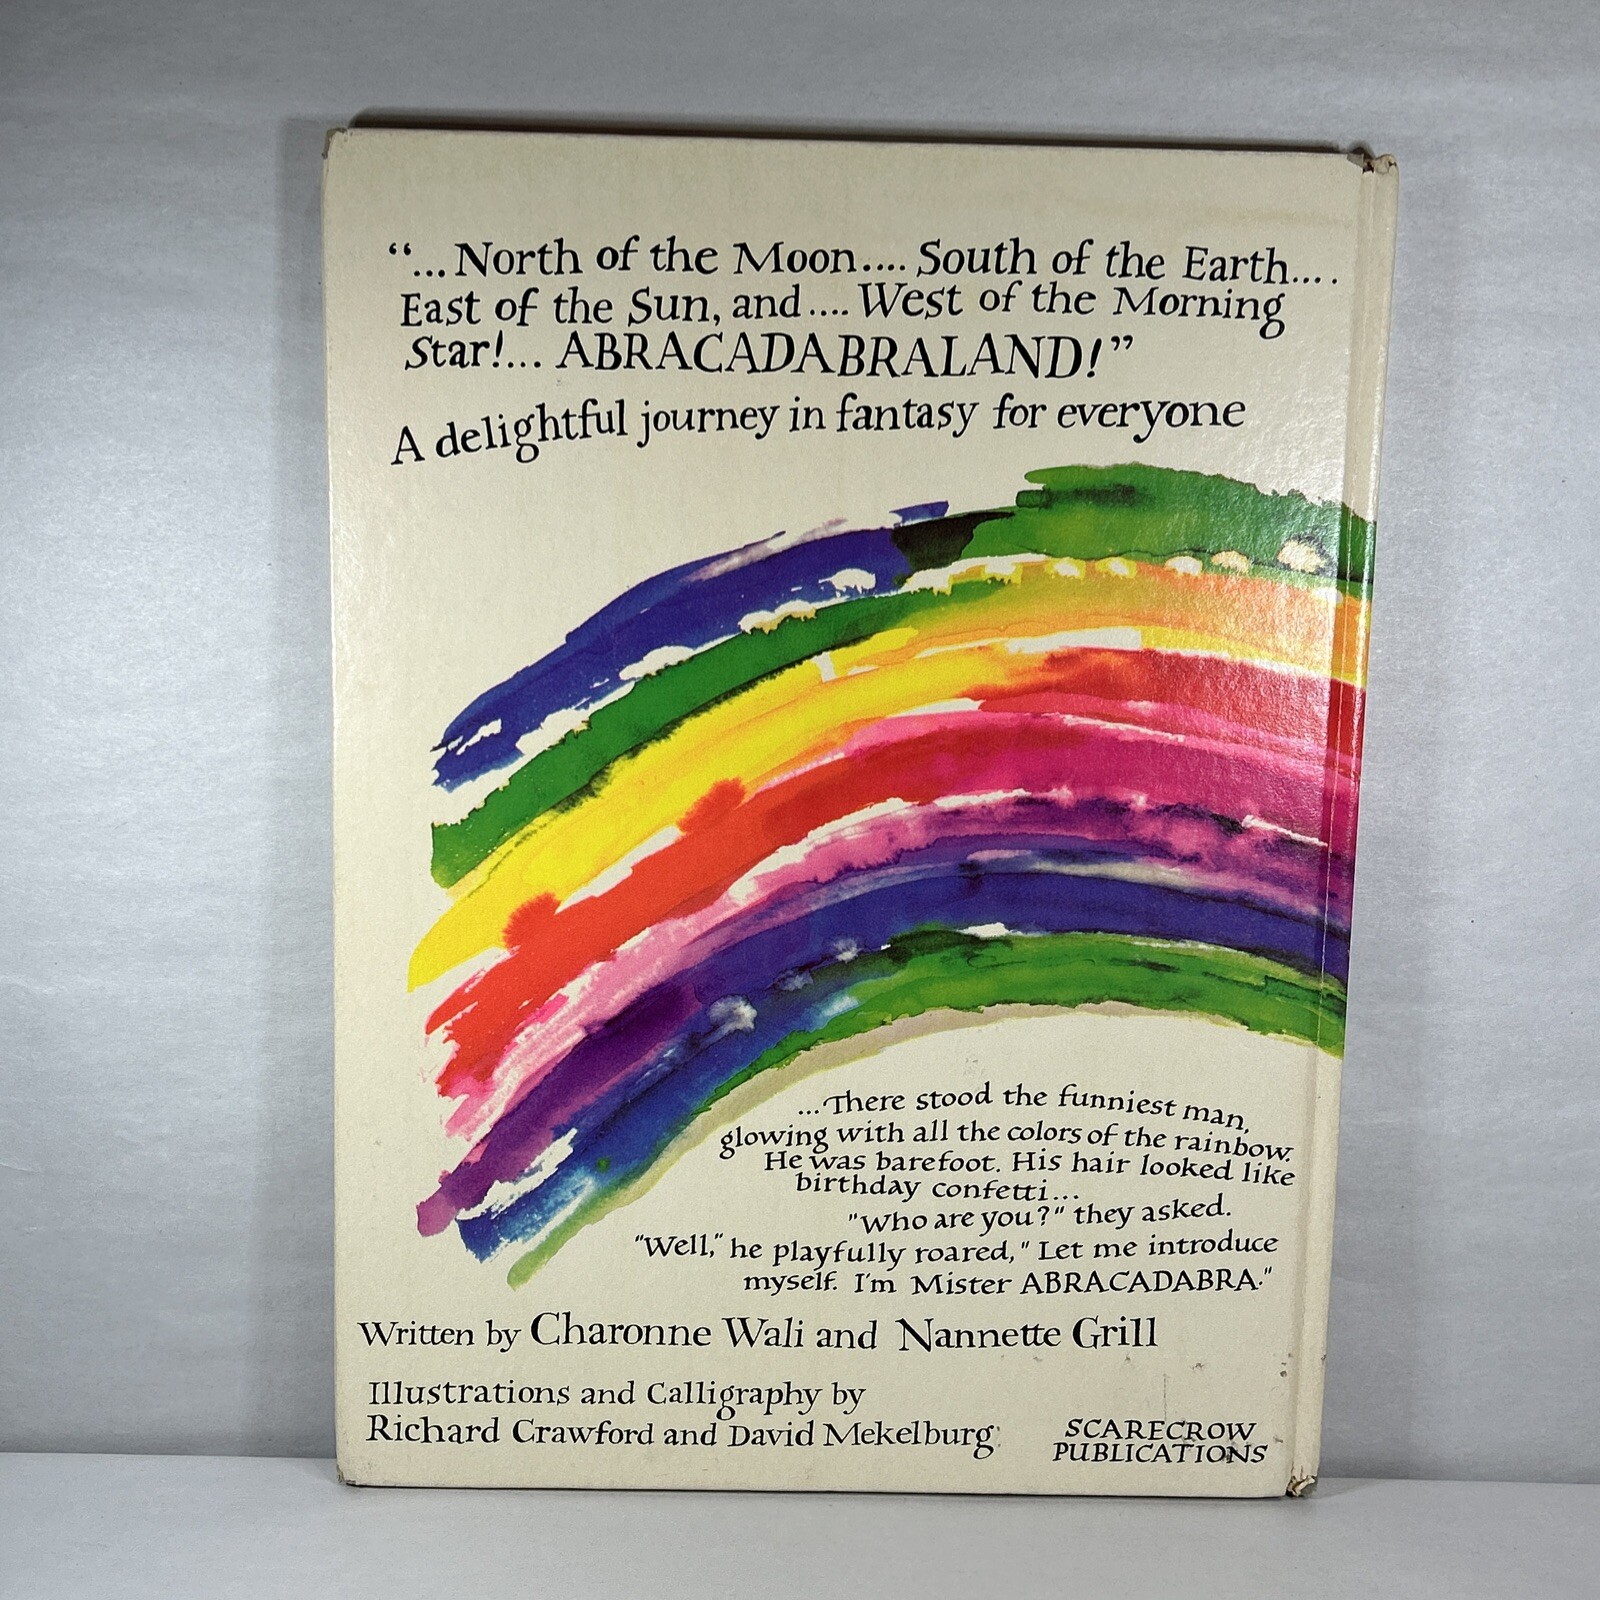 “...North of the Moon.... South of the Earth....
East of the Sun, and.... West of the Morning
Star!... ABRACADABRALAND!”
A delightful journey in fantasy for everyone
...There stood the funniest man,
glowing with all the colors of the rainbow.
He was barefoot. His hair looked like
birthday confetti...
"Who are you?" they asked.
"Well," he playfully roared, "Let me introduce
myself. I'm Mister ABRACADABRA."
Written by Charonne Wali and Nannette Grill
Illustrations and Calligraphy by
Richard Crawford and David Mekelburg
SCARECROW
PUBLICATIONS